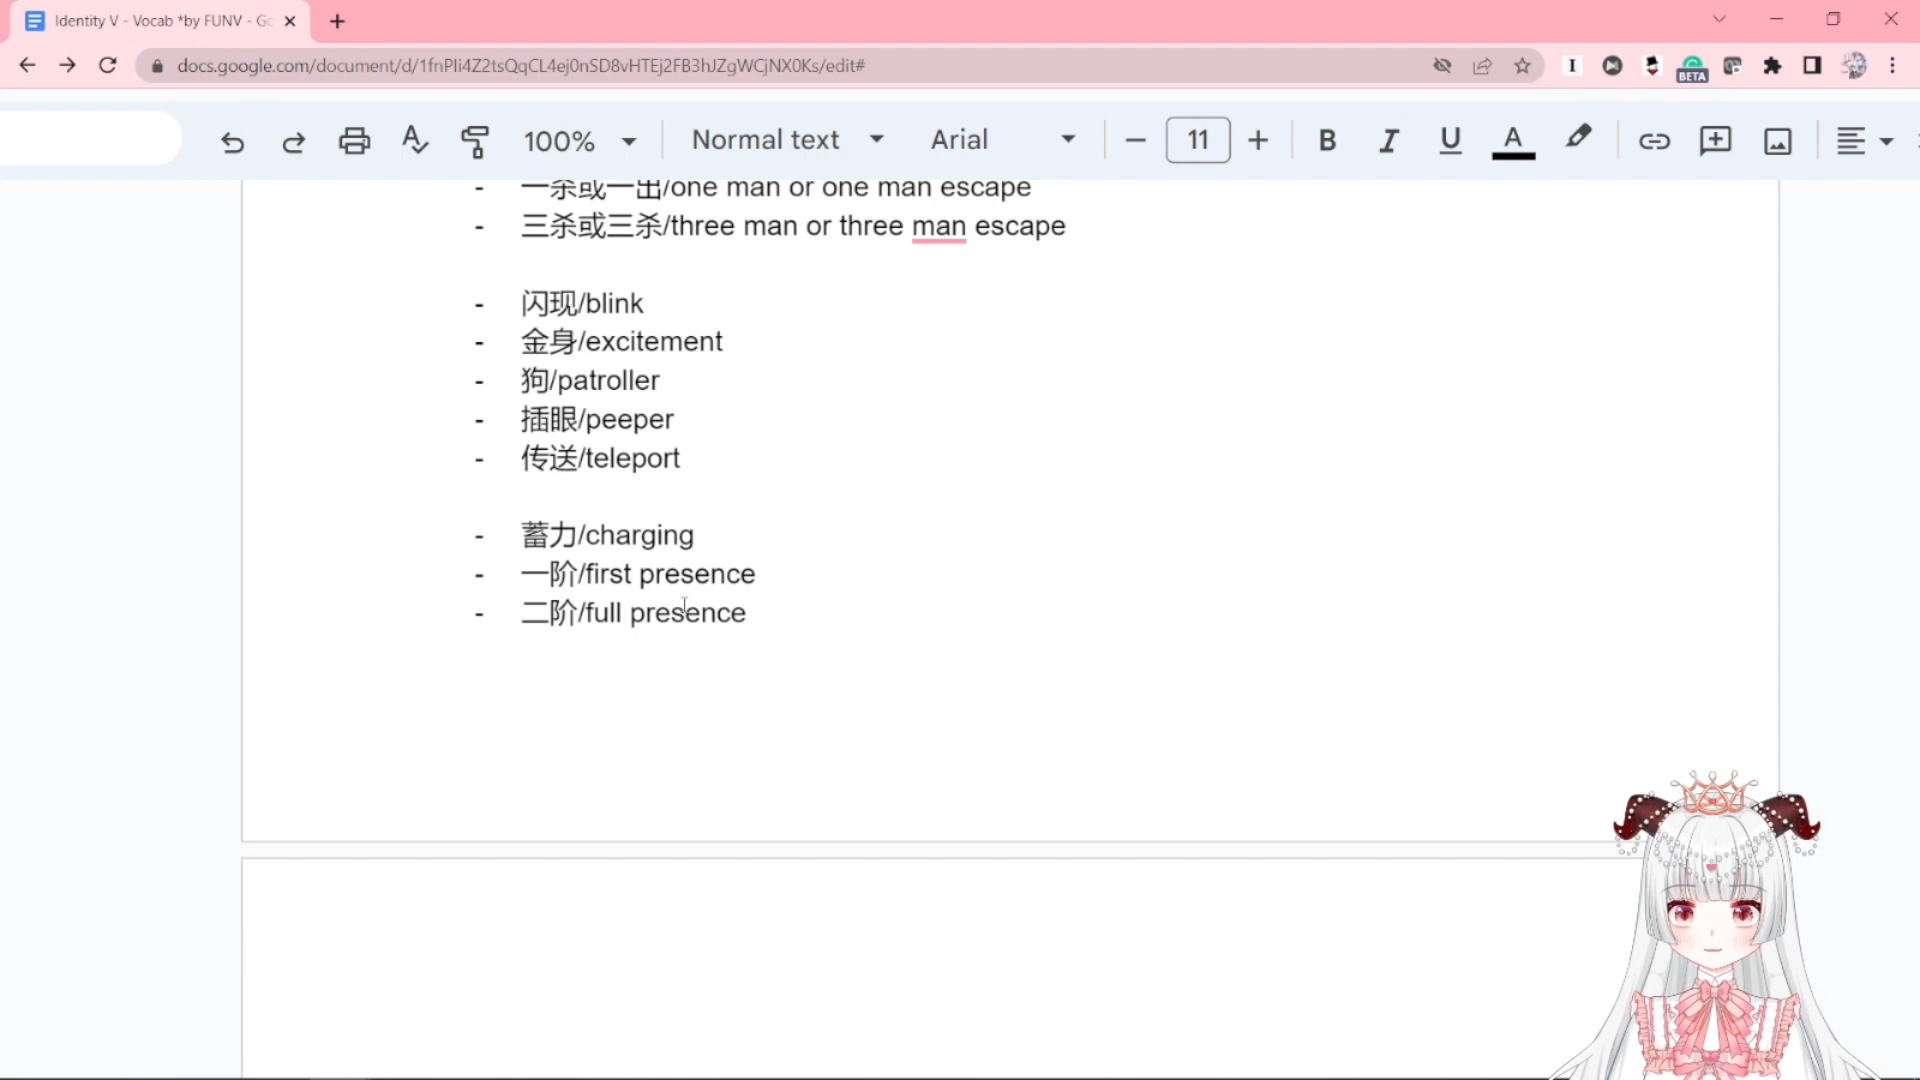 Identity V - Vocab *by FUNV - Go
docs.google.com/document/d/1fnPIi4Z2tsQqCL4ej0nSD8vHTEj2FB3hJZgWCjNX0Ks/edit#
BETA
100% Normal text Arial 11 B I U A
- 一杀或一出/one man or one man escape
- 三杀或三杀/three man or three man escape
- 闪现/blink
- 金身/excitement
- 狗/patroller
- 插眼/peeper
- 传送/teleport
- 蓄力/charging
- 一阶/first presence
- 二阶/full presence